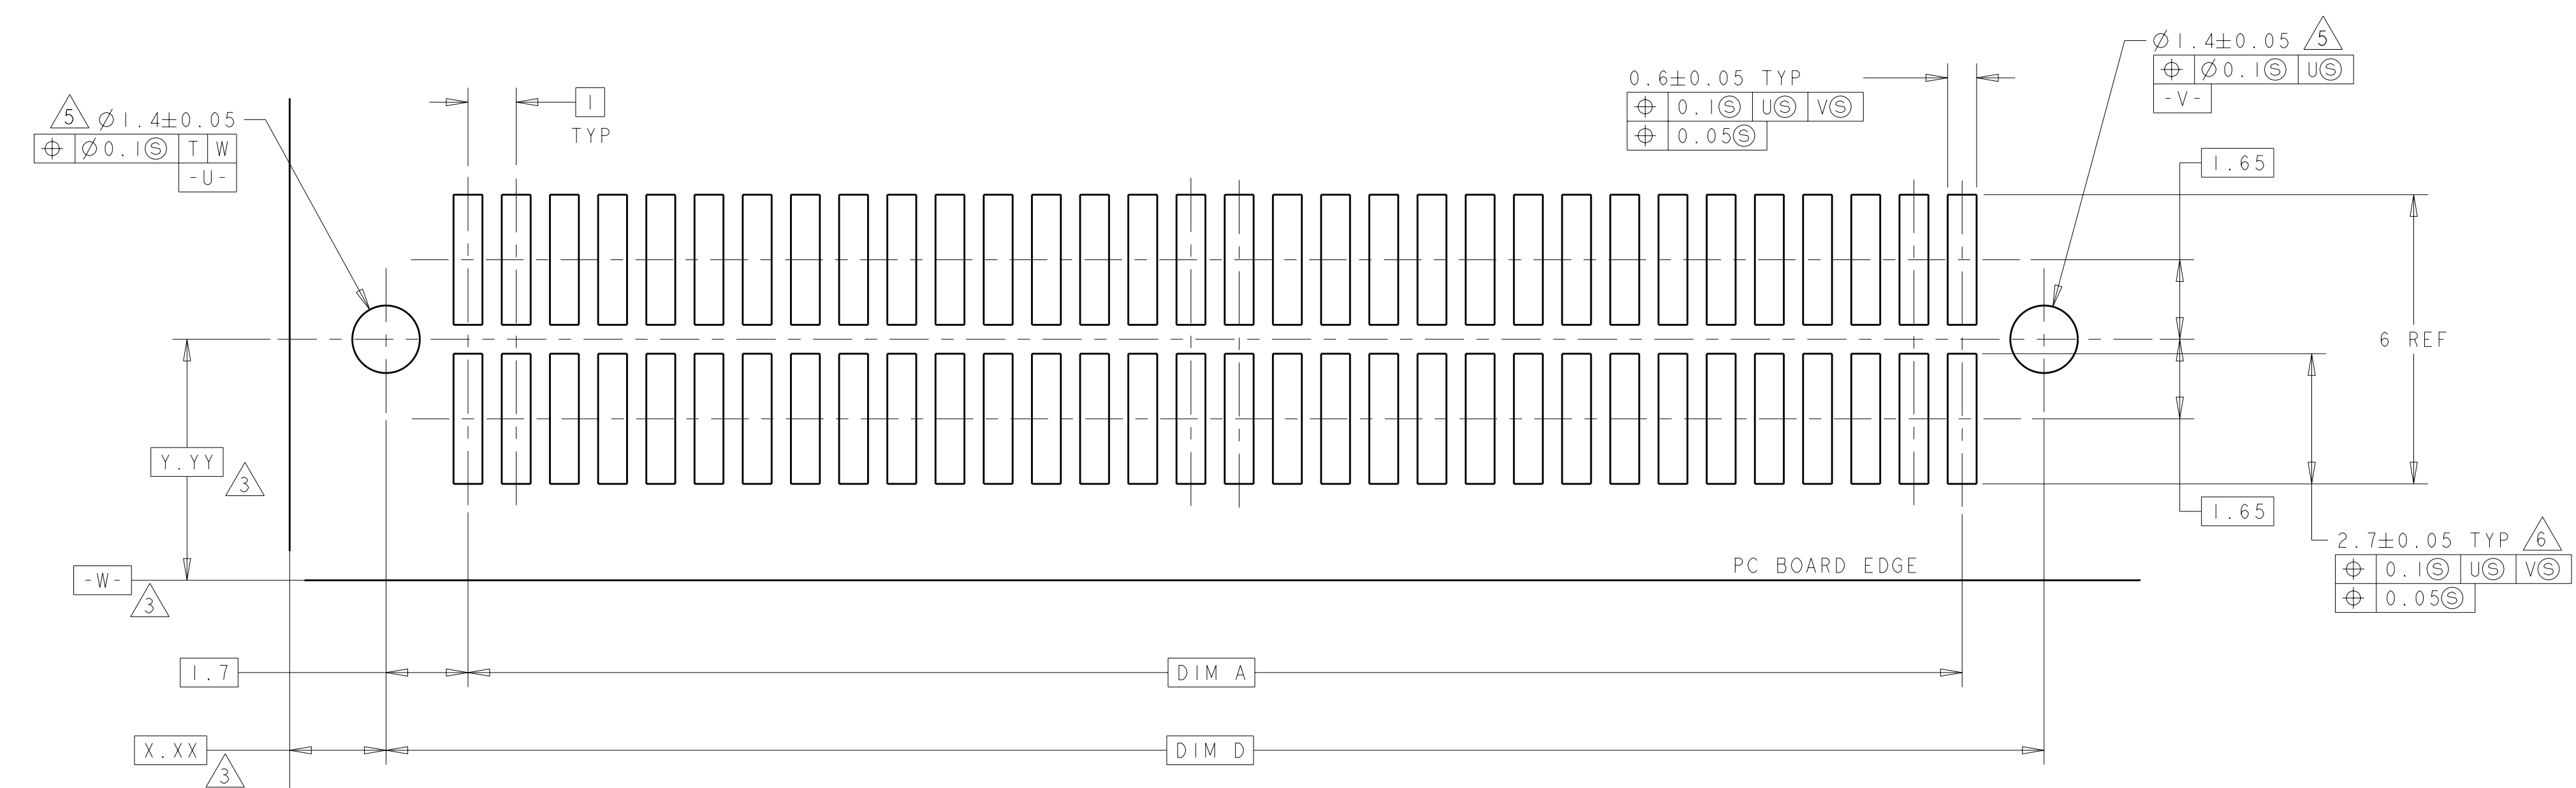 5 Ø1.4±0.05
⌖ Ø0.1Ⓢ T W
-U-
1
TYP
0.6±0.05 TYP
⌖ 0.1Ⓢ UⓈ VⓈ
⌖ 0.05Ⓢ
Ø1.4±0.05 5
⌖ Ø0.1Ⓢ UⓈ
-V-
1.65
6 REF
Y.YY
3
1.65
2.7±0.05 TYP 6
⌖ 0.1Ⓢ UⓈ VⓈ
⌖ 0.05Ⓢ
PC BOARD EDGE
-W-
3
1.7
DIM A
X.XX
3
DIM D